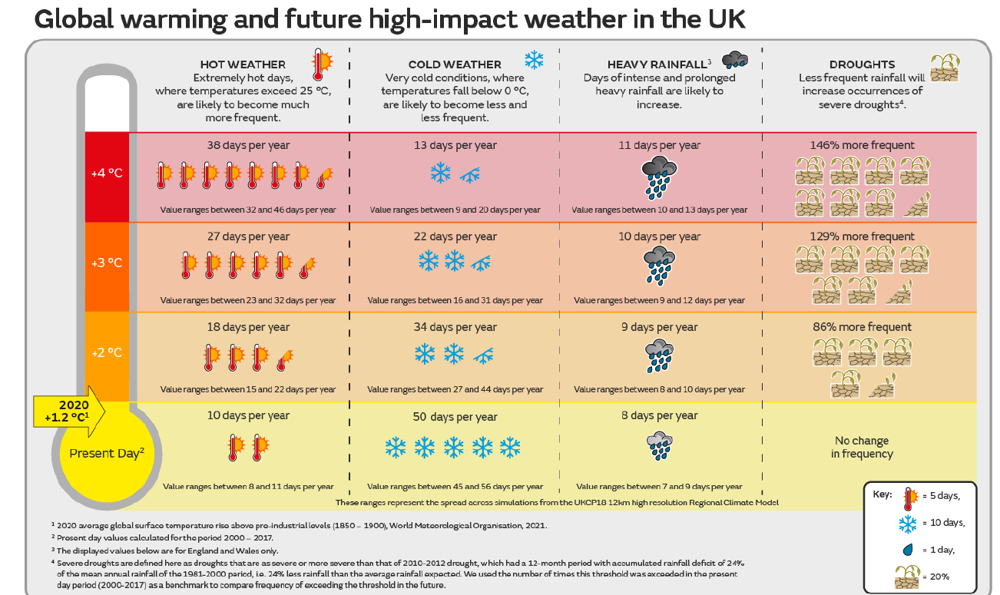 Global warming and future high-impact weather in the UK
HOT WEATHER
Extremely hot days,
where temperatures exceed 25 °C,
are likely to become much
more frequent.
COLD WEATHER
Very cold conditions, where
temperatures fall below 0 °C,
are likely to become less and
less frequent.
HEAVY RAINFALL³
Days of intense and prolonged
heavy rainfall are likely to
increase.
DROUGHTS
Less frequent rainfall will
increase occurrences of
severe droughts⁴.
+4 °C
38 days per year
Value ranges between 32 and 46 days per year
13 days per year
Value ranges between 9 and 20 days per year
11 days per year
Value ranges between 10 and 13 days per year
146% more frequent
+3 °C
27 days per year
Value ranges between 23 and 32 days per year
22 days per year
Value ranges between 16 and 31 days per year
10 days per year
Value ranges between 9 and 12 days per year
129% more frequent
+2 °C
18 days per year
Value ranges between 15 and 22 days per year
34 days per year
Value ranges between 27 and 44 days per year
9 days per year
Value ranges between 8 and 10 days per year
86% more frequent
2020
+1.2 °C¹
Present Day²
10 days per year
Value ranges between 8 and 11 days per year
50 days per year
Value ranges between 45 and 56 days per year
8 days per year
Value ranges between 7 and 9 days per year
No change
in frequency
These ranges represent the spread across simulations from the UKCP18 12km high resolution Regional Climate Model
Key:
= 5 days,
= 10 days,
= 1 day,
= 20%
¹ 2020 average global surface temperature rise above pre-industrial levels (1850 – 1900), World Meteorological Organisation, 2021.
² Present day values calculated for the period 2000 – 2017.
³ The displayed values below are for England and Wales only.
⁴ Severe droughts are defined here as droughts that are as severe or more severe than that of 2010-2012 drought, which had a 12-month period with accumulated rainfall deficit of 24%
of the mean annual rainfall of the 1981-2000 period, i.e. 24% less rainfall than the average rainfall expected. We used the number of times this threshold was exceeded in the present
day period (2000-2017) as a benchmark to compare frequency of exceeding the threshold in the future.